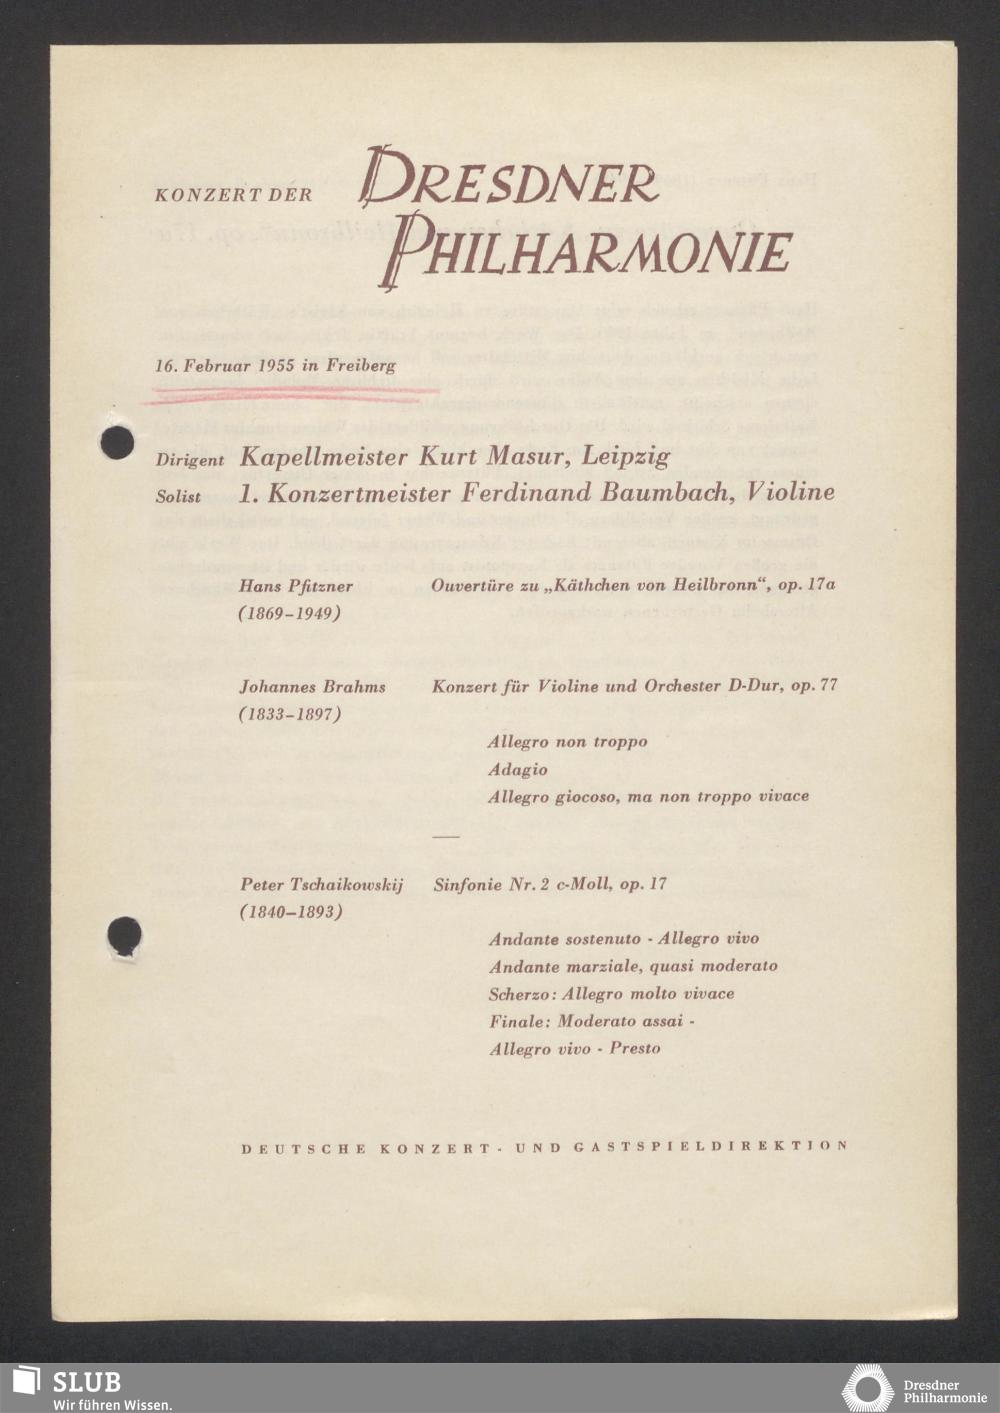 KONZERT DER DRESDNER
PHILHARMONIE
16. Februar 1955 in Freiberg
Dirigent Kapellmeister Kurt Masur, Leipzig
Solist 1. Konzertmeister Ferdinand Baumbach, Violine
Hans Pfitzner Ouvertüre zu „Käthchen von Heilbronn“, op. 17a
(1869–1949)
Johannes Brahms Konzert für Violine und Orchester D-Dur, op. 77
(1833–1897)
Allegro non troppo
Adagio
Allegro giocoso, ma non troppo vivace
Peter Tschaikowskij Sinfonie Nr. 2 c-Moll, op. 17
(1840–1893)
Andante sostenuto - Allegro vivo
Andante marziale, quasi moderato
Scherzo: Allegro molto vivace
Finale: Moderato assai -
Allegro vivo - Presto
DEUTSCHE KONZERT- UND GASTSPIELDIREKTION
SLUB
Wir führen Wissen.
Dresdner
Philharmonie